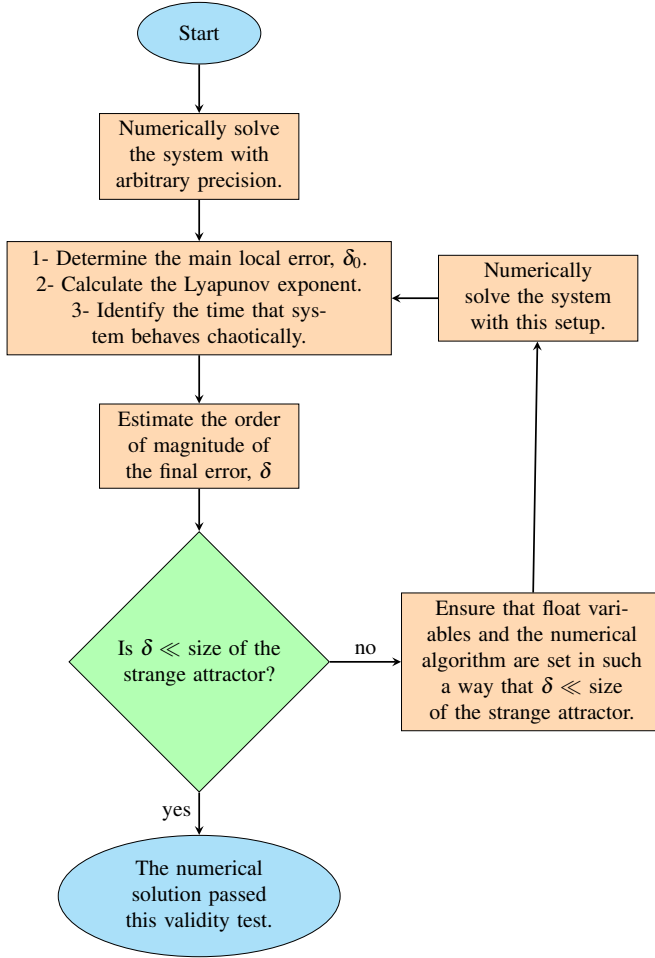 Start
Numerically solve
the system with
arbitrary precision.
1- Determine the main local error, δ₀.
2- Calculate the Lyapunov exponent.
3- Identify the time that sys-
tem behaves chaotically.
Numerically
solve the system
with this setup.
Estimate the order
of magnitude of
the final error, δ
Is δ ≪ size of the
strange attractor?
no
Ensure that float vari-
ables and the numerical
algorithm are set in such
a way that δ ≪ size
of the strange attractor.
yes
The numerical
solution passed
this validity test.